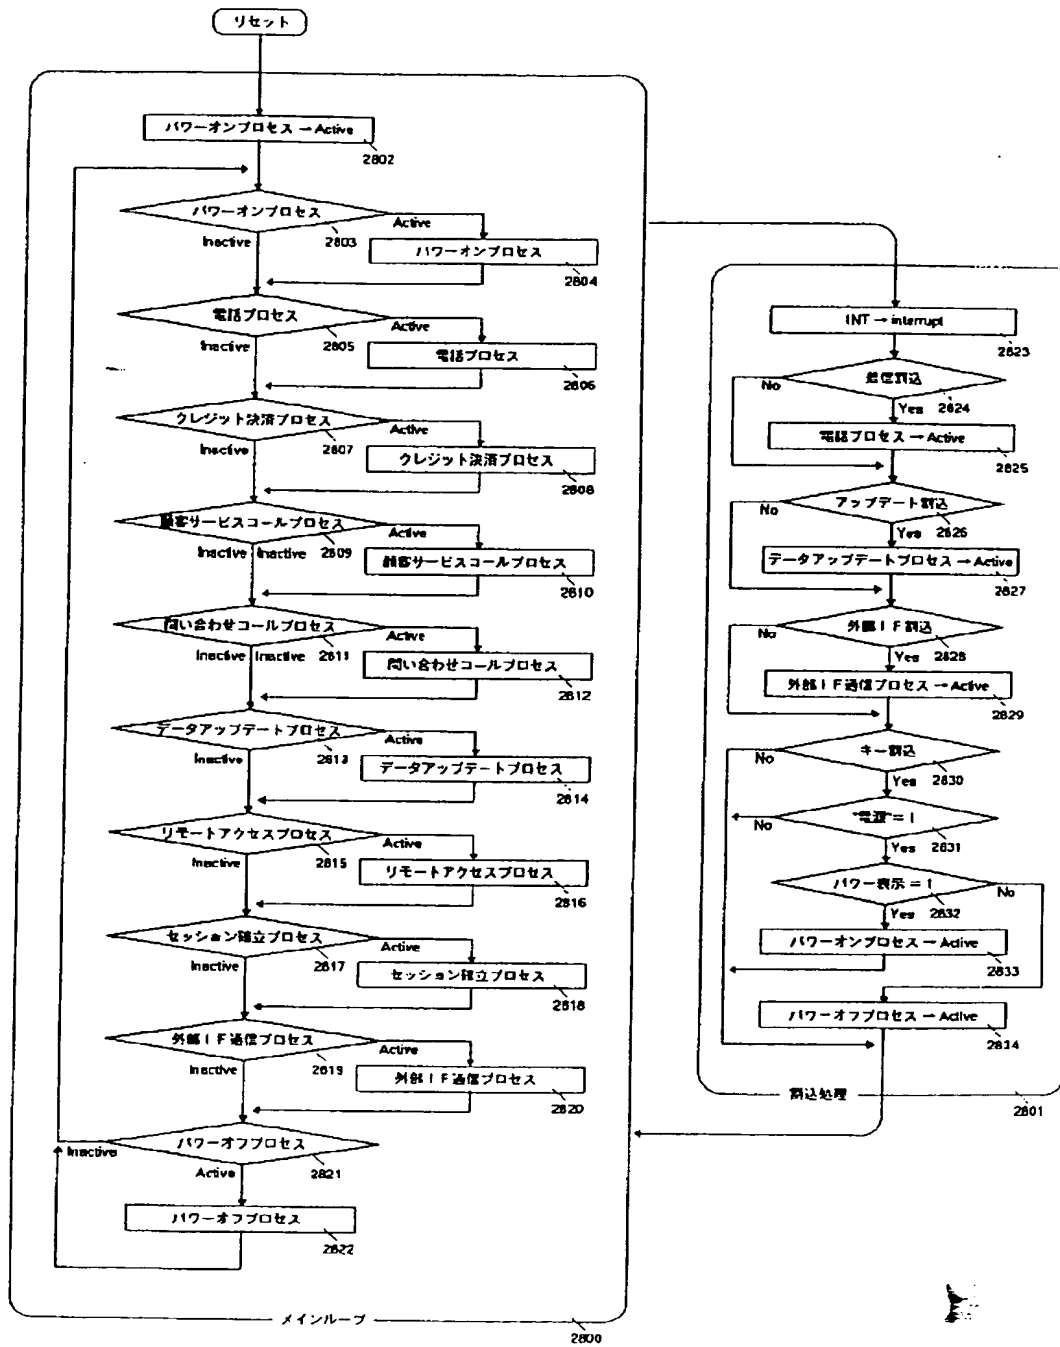 リセット
パワーオンプロセス → Active
2802
パワーオンプロセス
Active
Inactive
2803
パワーオンプロセス
2804
電話プロセス
Active
Inactive
2805
電話プロセス
2806
クレジット決済プロセス
Active
Inactive
2807
クレジット決済プロセス
2808
顧客サービスコールプロセス
Active
Inactive
Inactive
2809
顧客サービスコールプロセス
2810
問い合わせコールプロセス
Active
Inactive
Inactive
2811
問い合わせコールプロセス
2812
データアップデートプロセス
Active
Inactive
2813
データアップデートプロセス
2814
リモートアクセスプロセス
Active
Inactive
2815
リモートアクセスプロセス
2816
セッション確立プロセス
Active
Inactive
2817
セッション確立プロセス
2818
外部IF通信プロセス
Active
Inactive
2819
外部IF通信プロセス
2820
パワーオフプロセス
Inactive
Active
2821
パワーオフプロセス
2822
メインループ
2800
INT → interrupt
2823
着信割込
No
Yes
2824
電話プロセス → Active
2825
アップデート割込
No
Yes
2826
データアップデートプロセス → Active
2827
外部IF割込
No
Yes
2828
外部IF通信プロセス → Active
2829
キー割込
No
Yes
2830
"電源"= 1
No
Yes
2831
パワー表示 = 1
No
Yes
2832
パワーオンプロセス → Active
2833
パワーオフプロセス → Active
2834
割込処理
2801